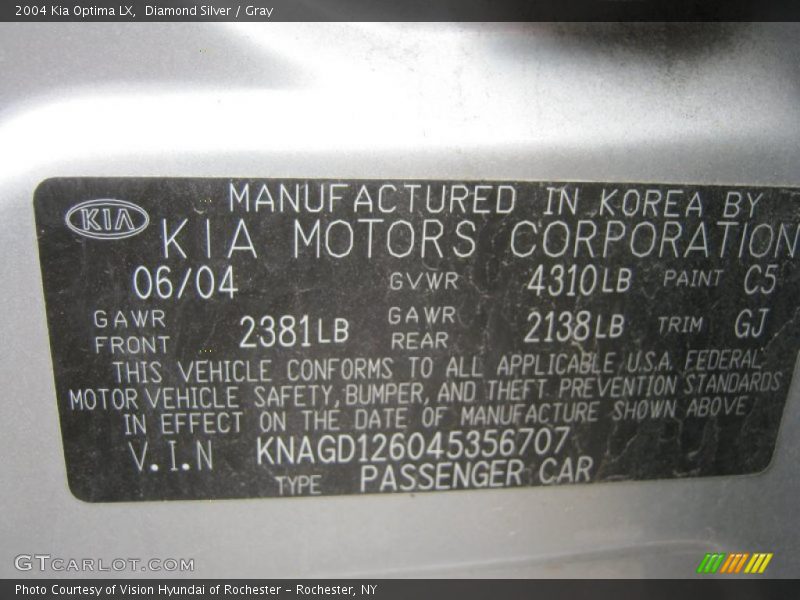 2004 Kia Optima LX,  Diamond Silver / Gray
KIA MANUFACTURED IN KOREA BY
KIA MOTORS CORPORATION
06/04 GVWR 4310LB PAINT C5
GAWR FRONT 2381LB GAWR REAR 2138LB TRIM GJ
THIS VEHICLE CONFORMS TO ALL APPLICABLE U.S.A. FEDERAL
MOTOR VEHICLE SAFETY, BUMPER, AND THEFT PREVENTION STANDARDS
IN EFFECT ON THE DATE OF MANUFACTURE SHOWN ABOVE
V.I.N KNAGD126045356707
TYPE PASSENGER CAR
GTCARLOT.COM
Photo Courtesy of Vision Hyundai of Rochester – Rochester, NY